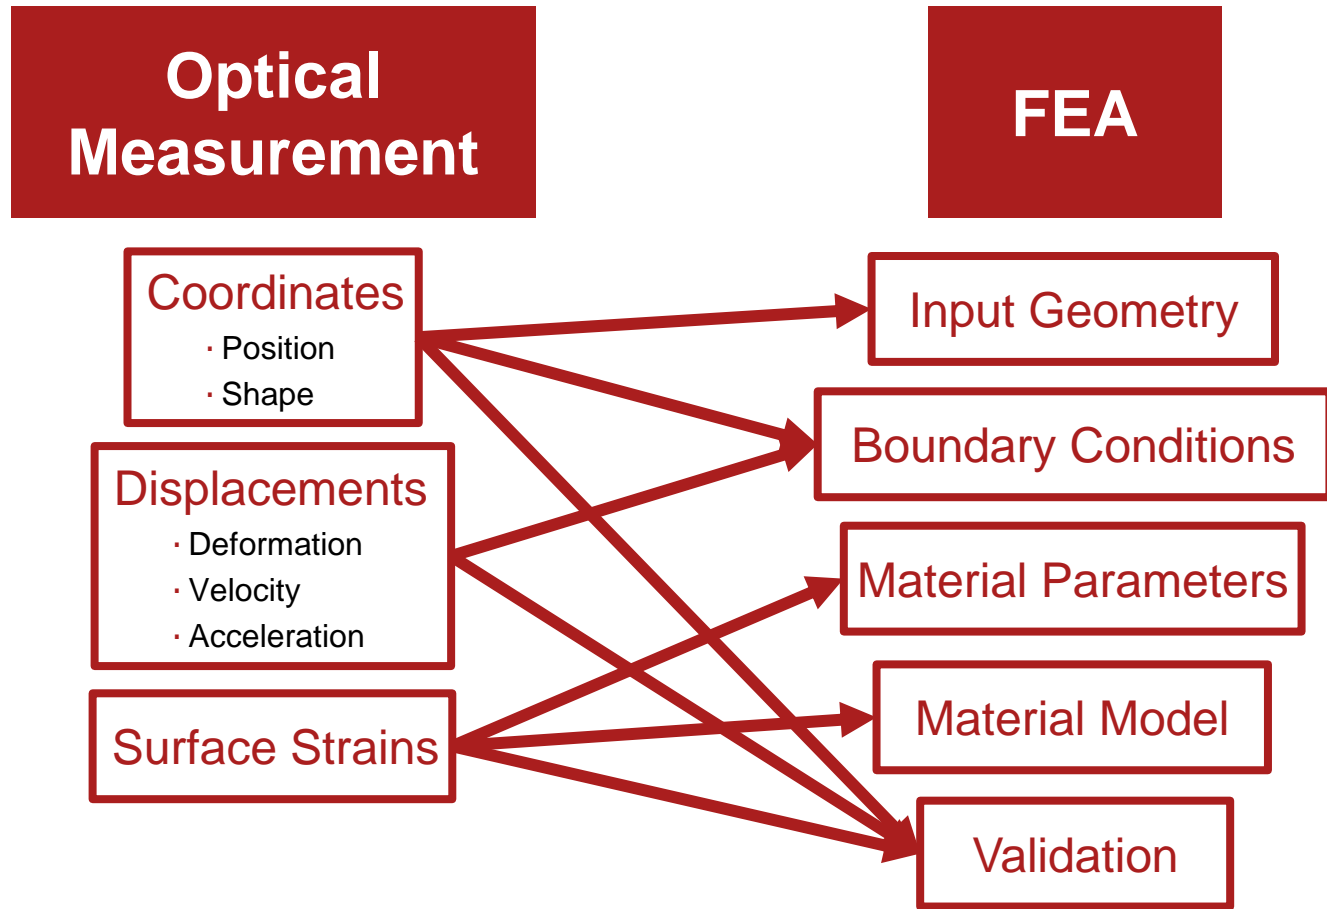 Optical
Measurement
FEA
Coordinates
· Position
· Shape
Displacements
· Deformation
· Velocity
· Acceleration
Surface Strains
Input Geometry
Boundary Conditions
Material Parameters
Material Model
Validation